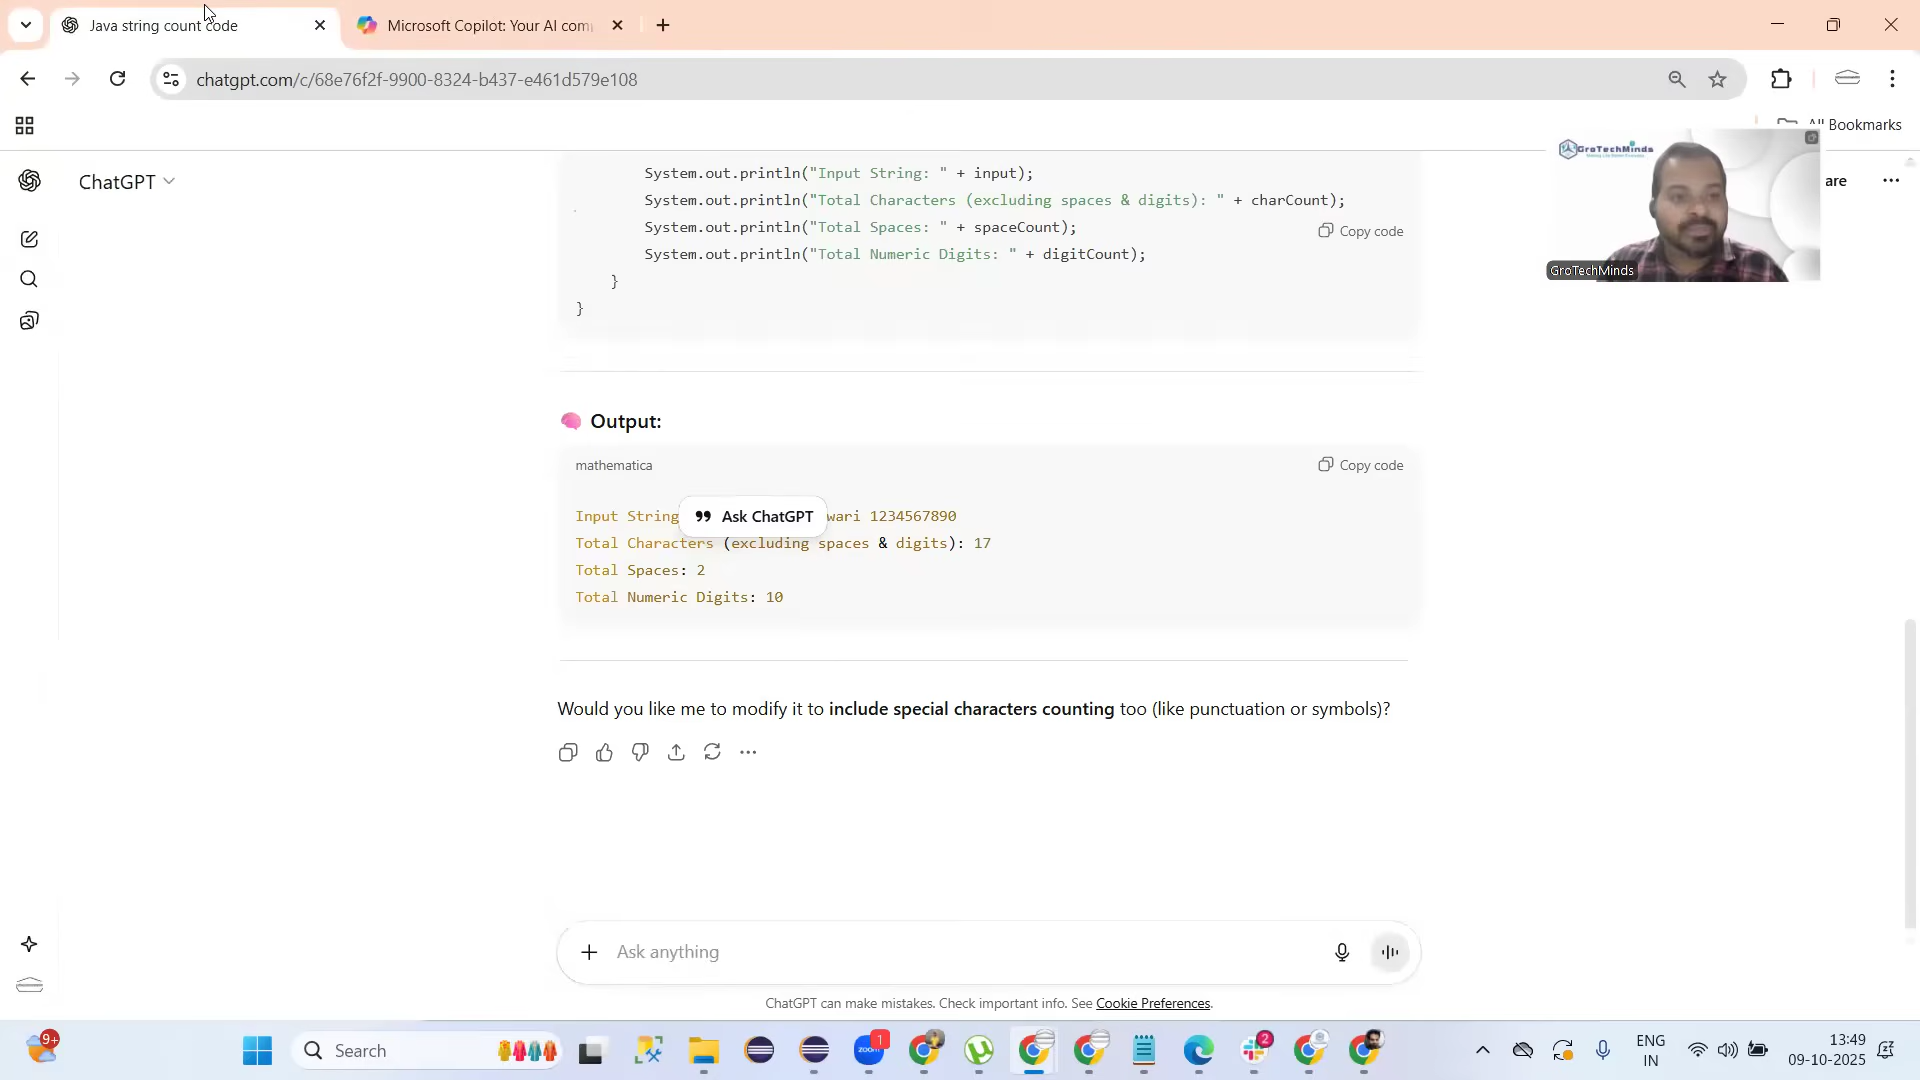 Java string count code
Microsoft Copilot: Your AI com
chatgpt.com/c/68e76f2f-9900-8324-b437-e461d579e108
All Bookmarks
ChatGPT
are
GroTechMinds
GroTechMinds
System.out.println("Input String: " + input);
System.out.println("Total Characters (excluding spaces & digits): " + charCount);
System.out.println("Total Spaces: " + spaceCount);
Copy code
System.out.println("Total Numeric Digits: " + digitCount);
}
}
Output:
mathematica
Copy code
Input String
Ask ChatGPT
wari 1234567890
Total Characters (excluding spaces & digits): 17
Total Spaces: 2
Total Numeric Digits: 10
Would you like me to modify it to include special characters counting too (like punctuation or symbols)?
Ask anything
ChatGPT can make mistakes. Check important info. See Cookie Preferences.
9+
Search
zoom
1
2
ENG
IN
13:49
09-10-2025